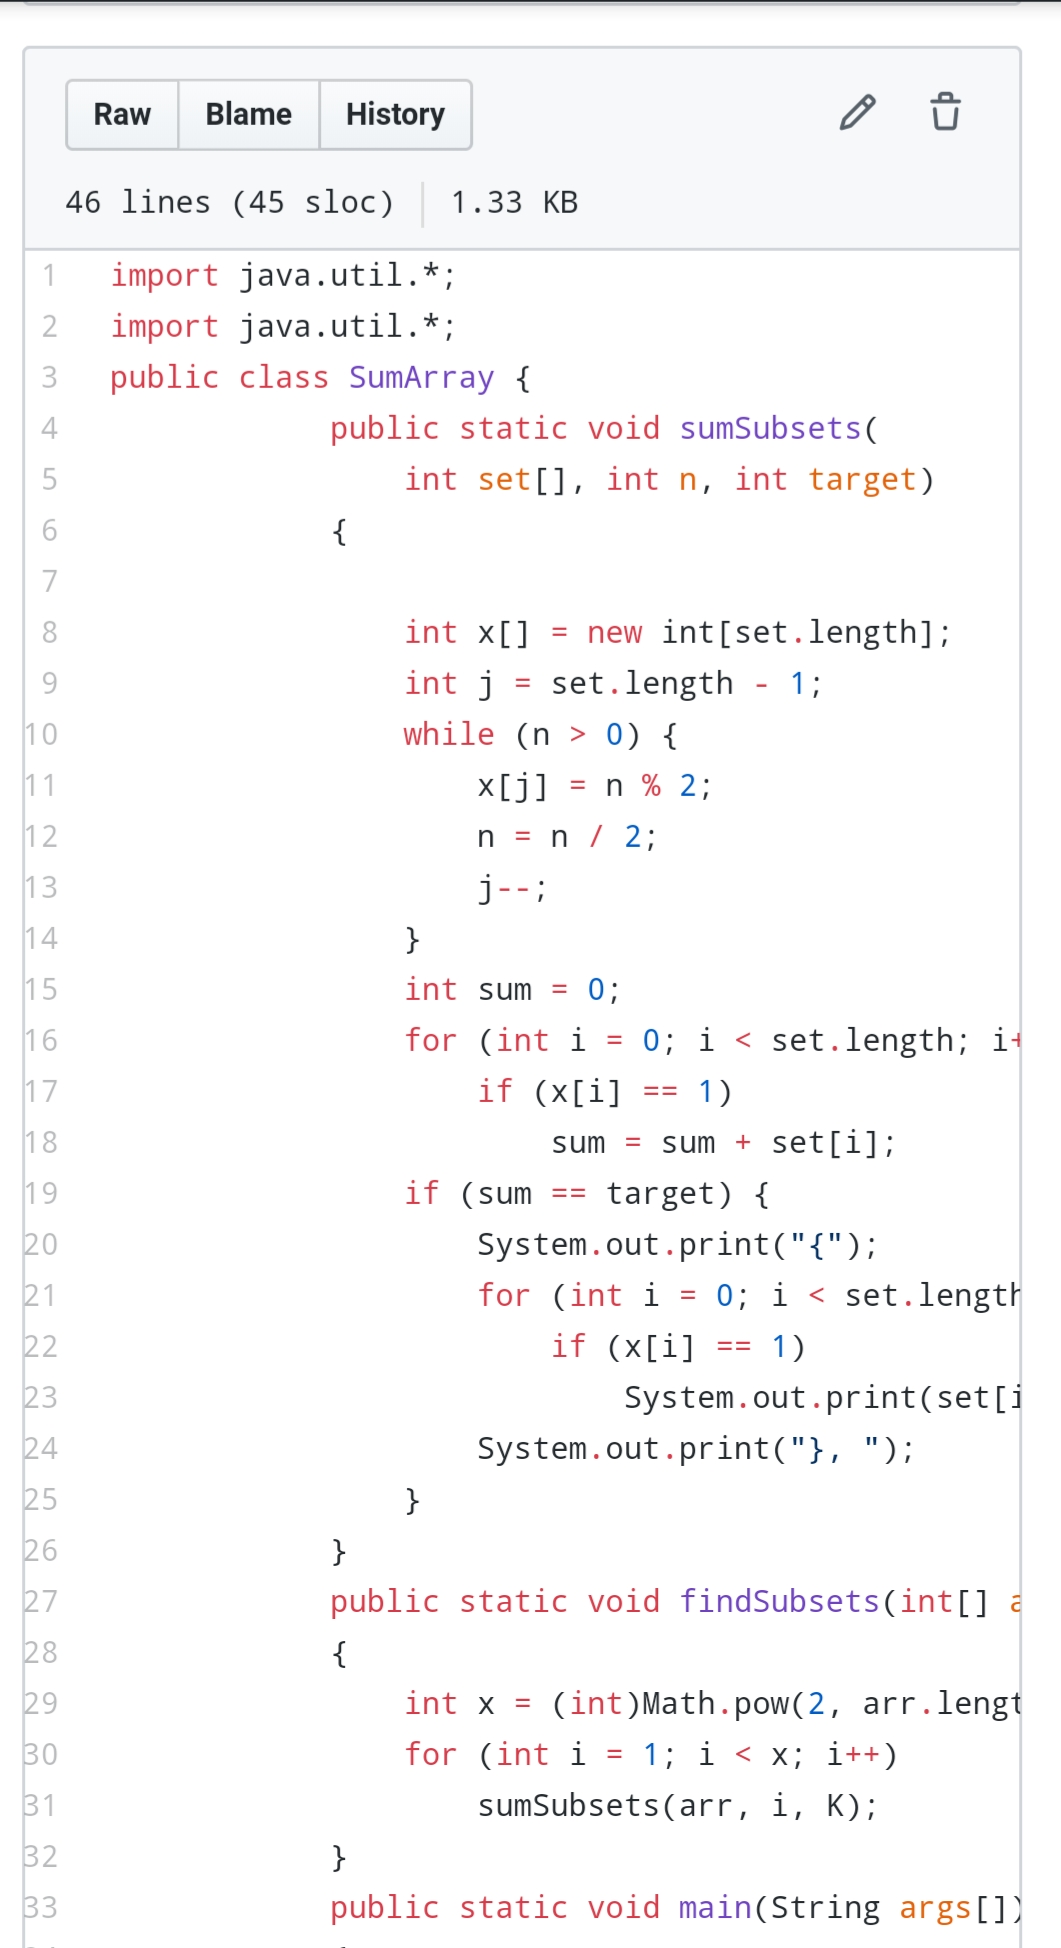 Raw Blame History
46 lines (45 sloc) 1.33 KB
1 import java.util.*;
2 import java.util.*;
3 public class SumArray {
4 public static void sumSubsets(
5 int set[], int n, int target)
6 {
7
8 int x[] = new int[set.length];
9 int j = set.length - 1;
10 while (n > 0) {
11 x[j] = n % 2;
12 n = n / 2;
13 j--;
14 }
15 int sum = 0;
16 for (int i = 0; i < set.length; i+
17 if (x[i] == 1)
18 sum = sum + set[i];
19 if (sum == target) {
20 System.out.print("{");
21 for (int i = 0; i < set.length
22 if (x[i] == 1)
23 System.out.print(set[i
24 System.out.print("}, ");
25 }
26 }
27 public static void findSubsets(int[] a
28 {
29 int x = (int)Math.pow(2, arr.lengt
30 for (int i = 1; i < x; i++)
31 sumSubsets(arr, i, K);
32 }
33 public static void main(String args[])